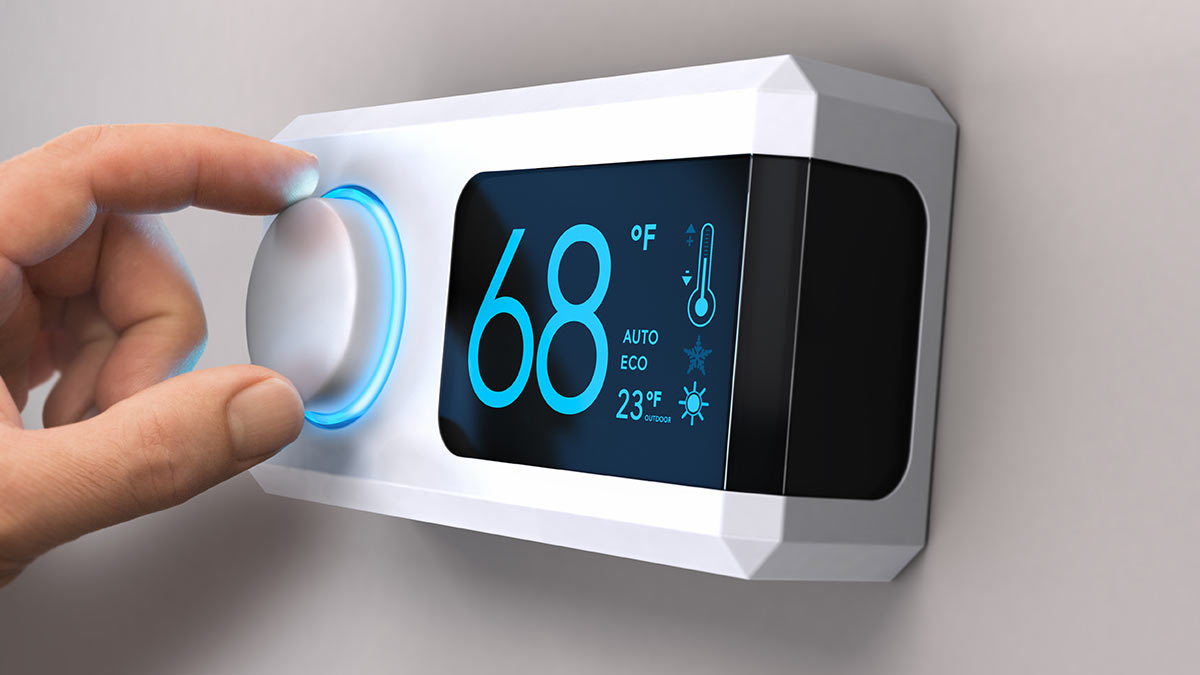 68 °F
AUTO
ECO
23 °F
OUTDOOR